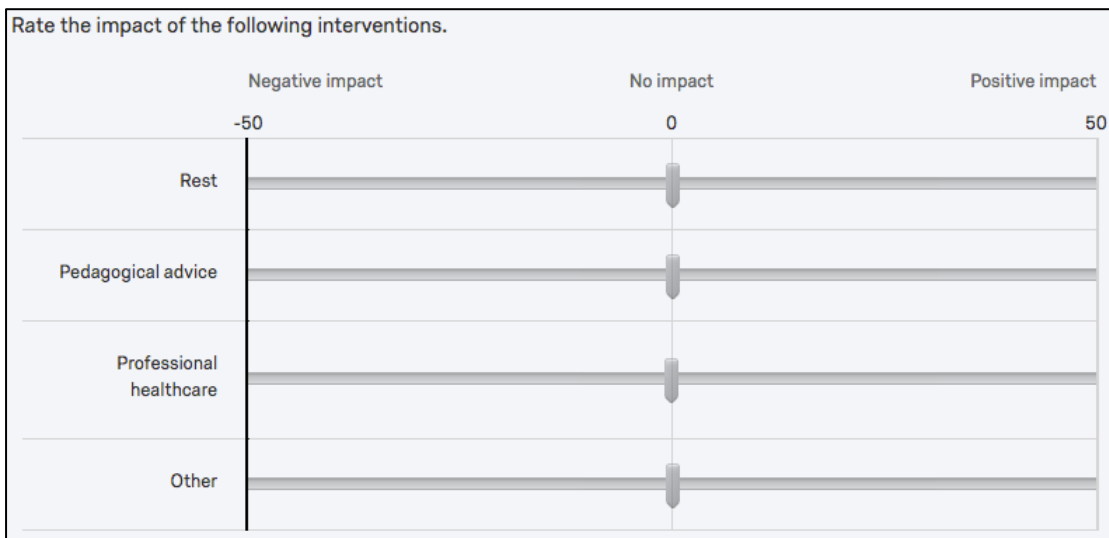 Rate the impact of the following interventions.
Negative impact No impact Positive impact
-50 0 50
Rest
Pedagogical advice
Professional
healthcare
Other